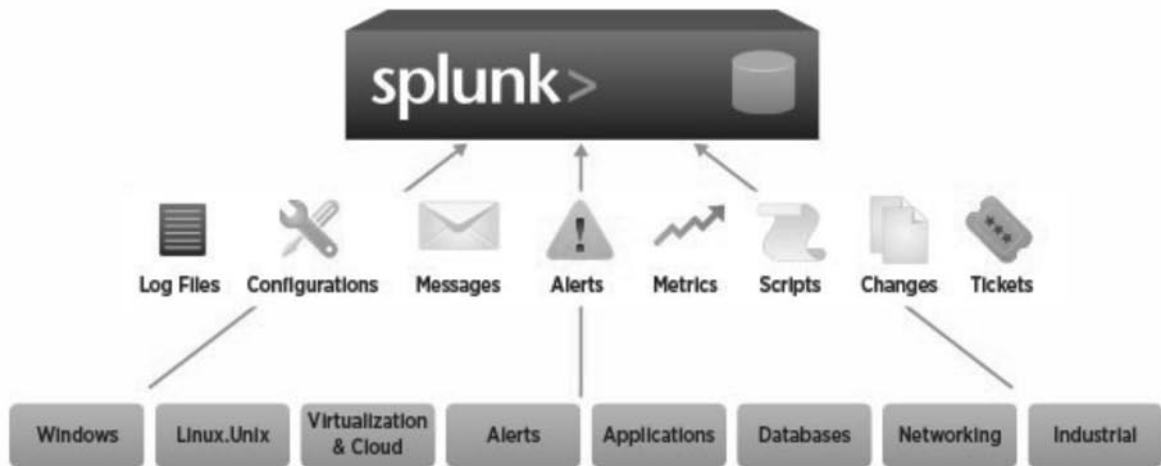 splunk>
Log Files
Configurations
Messages
Alerts
Metrics
Scripts
Changes
Tickets
Windows
Linux.Unix
Virtualization
& Cloud
Alerts
Applications
Databases
Networking
Industrial